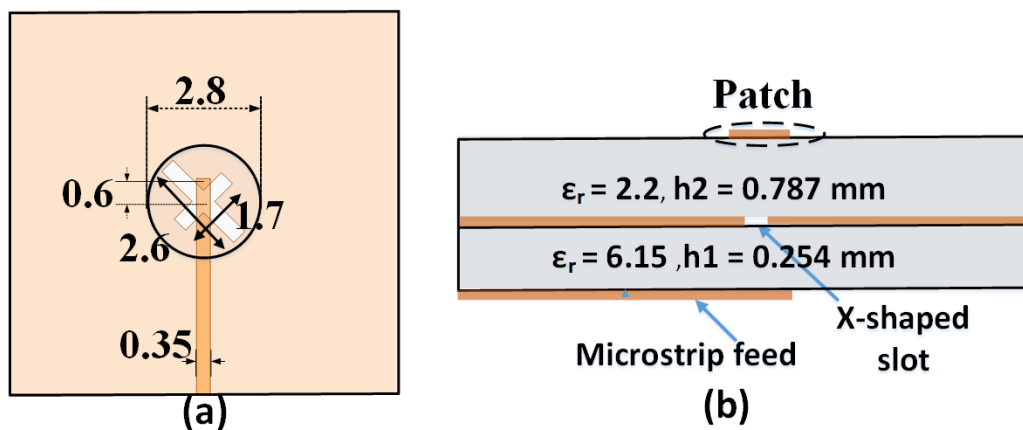 2.8
0.6
1.7
2.6
0.35
(a)
Patch
εr = 2.2, h2 = 0.787 mm
εr = 6.15 ,h1 = 0.254 mm
X-shaped
slot
Microstrip feed
(b)